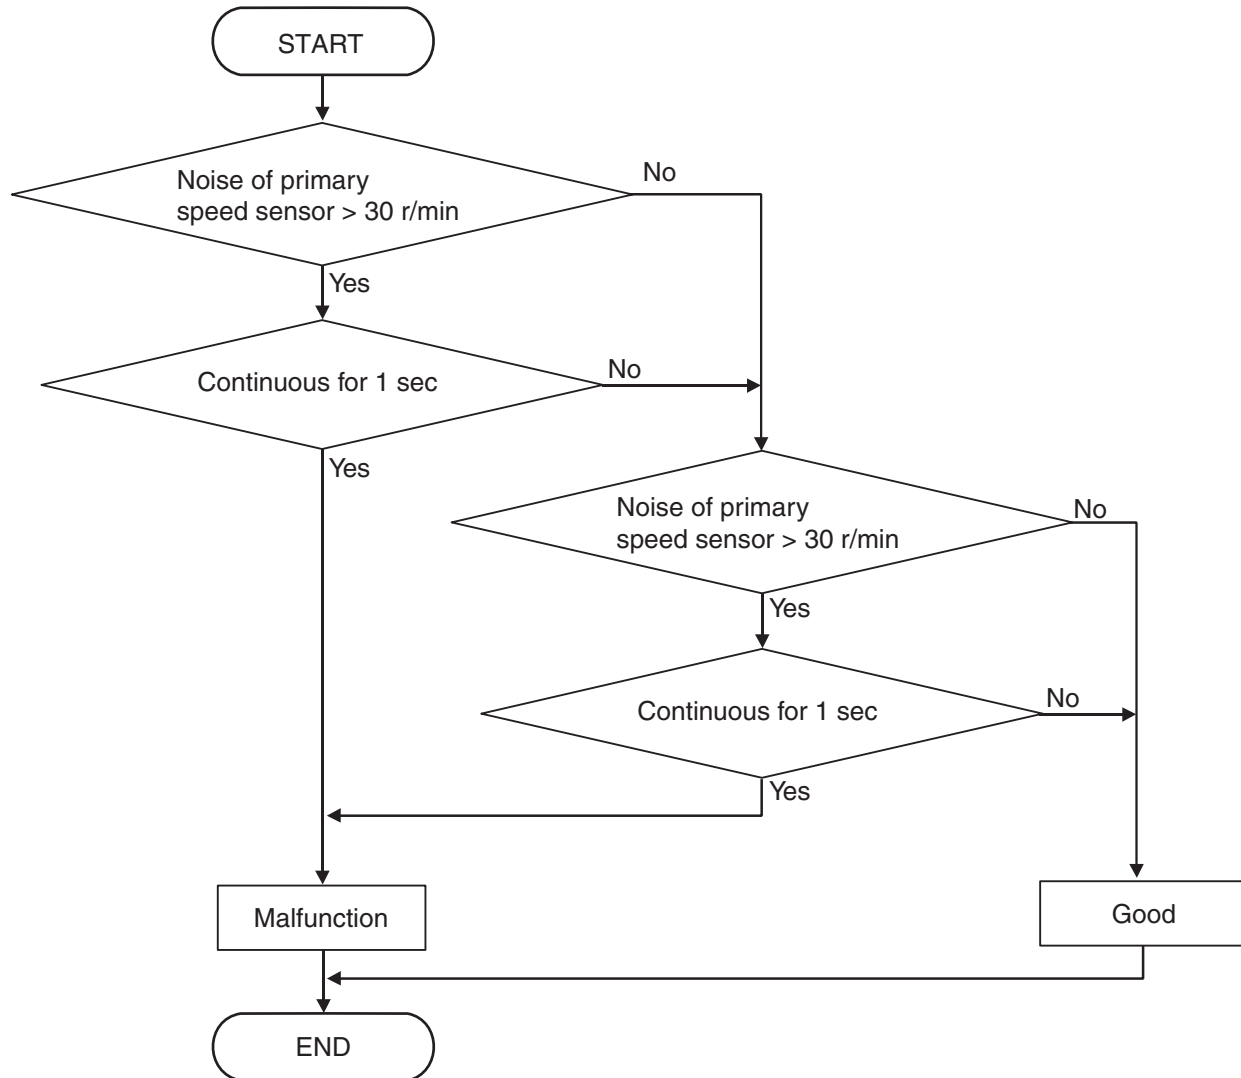 START
Noise of primary
speed sensor > 30 r/min
No
Yes
Continuous for 1 sec
No
Yes
Noise of primary
speed sensor > 30 r/min
No
Yes
Continuous for 1 sec
No
Yes
Malfunction
Good
END